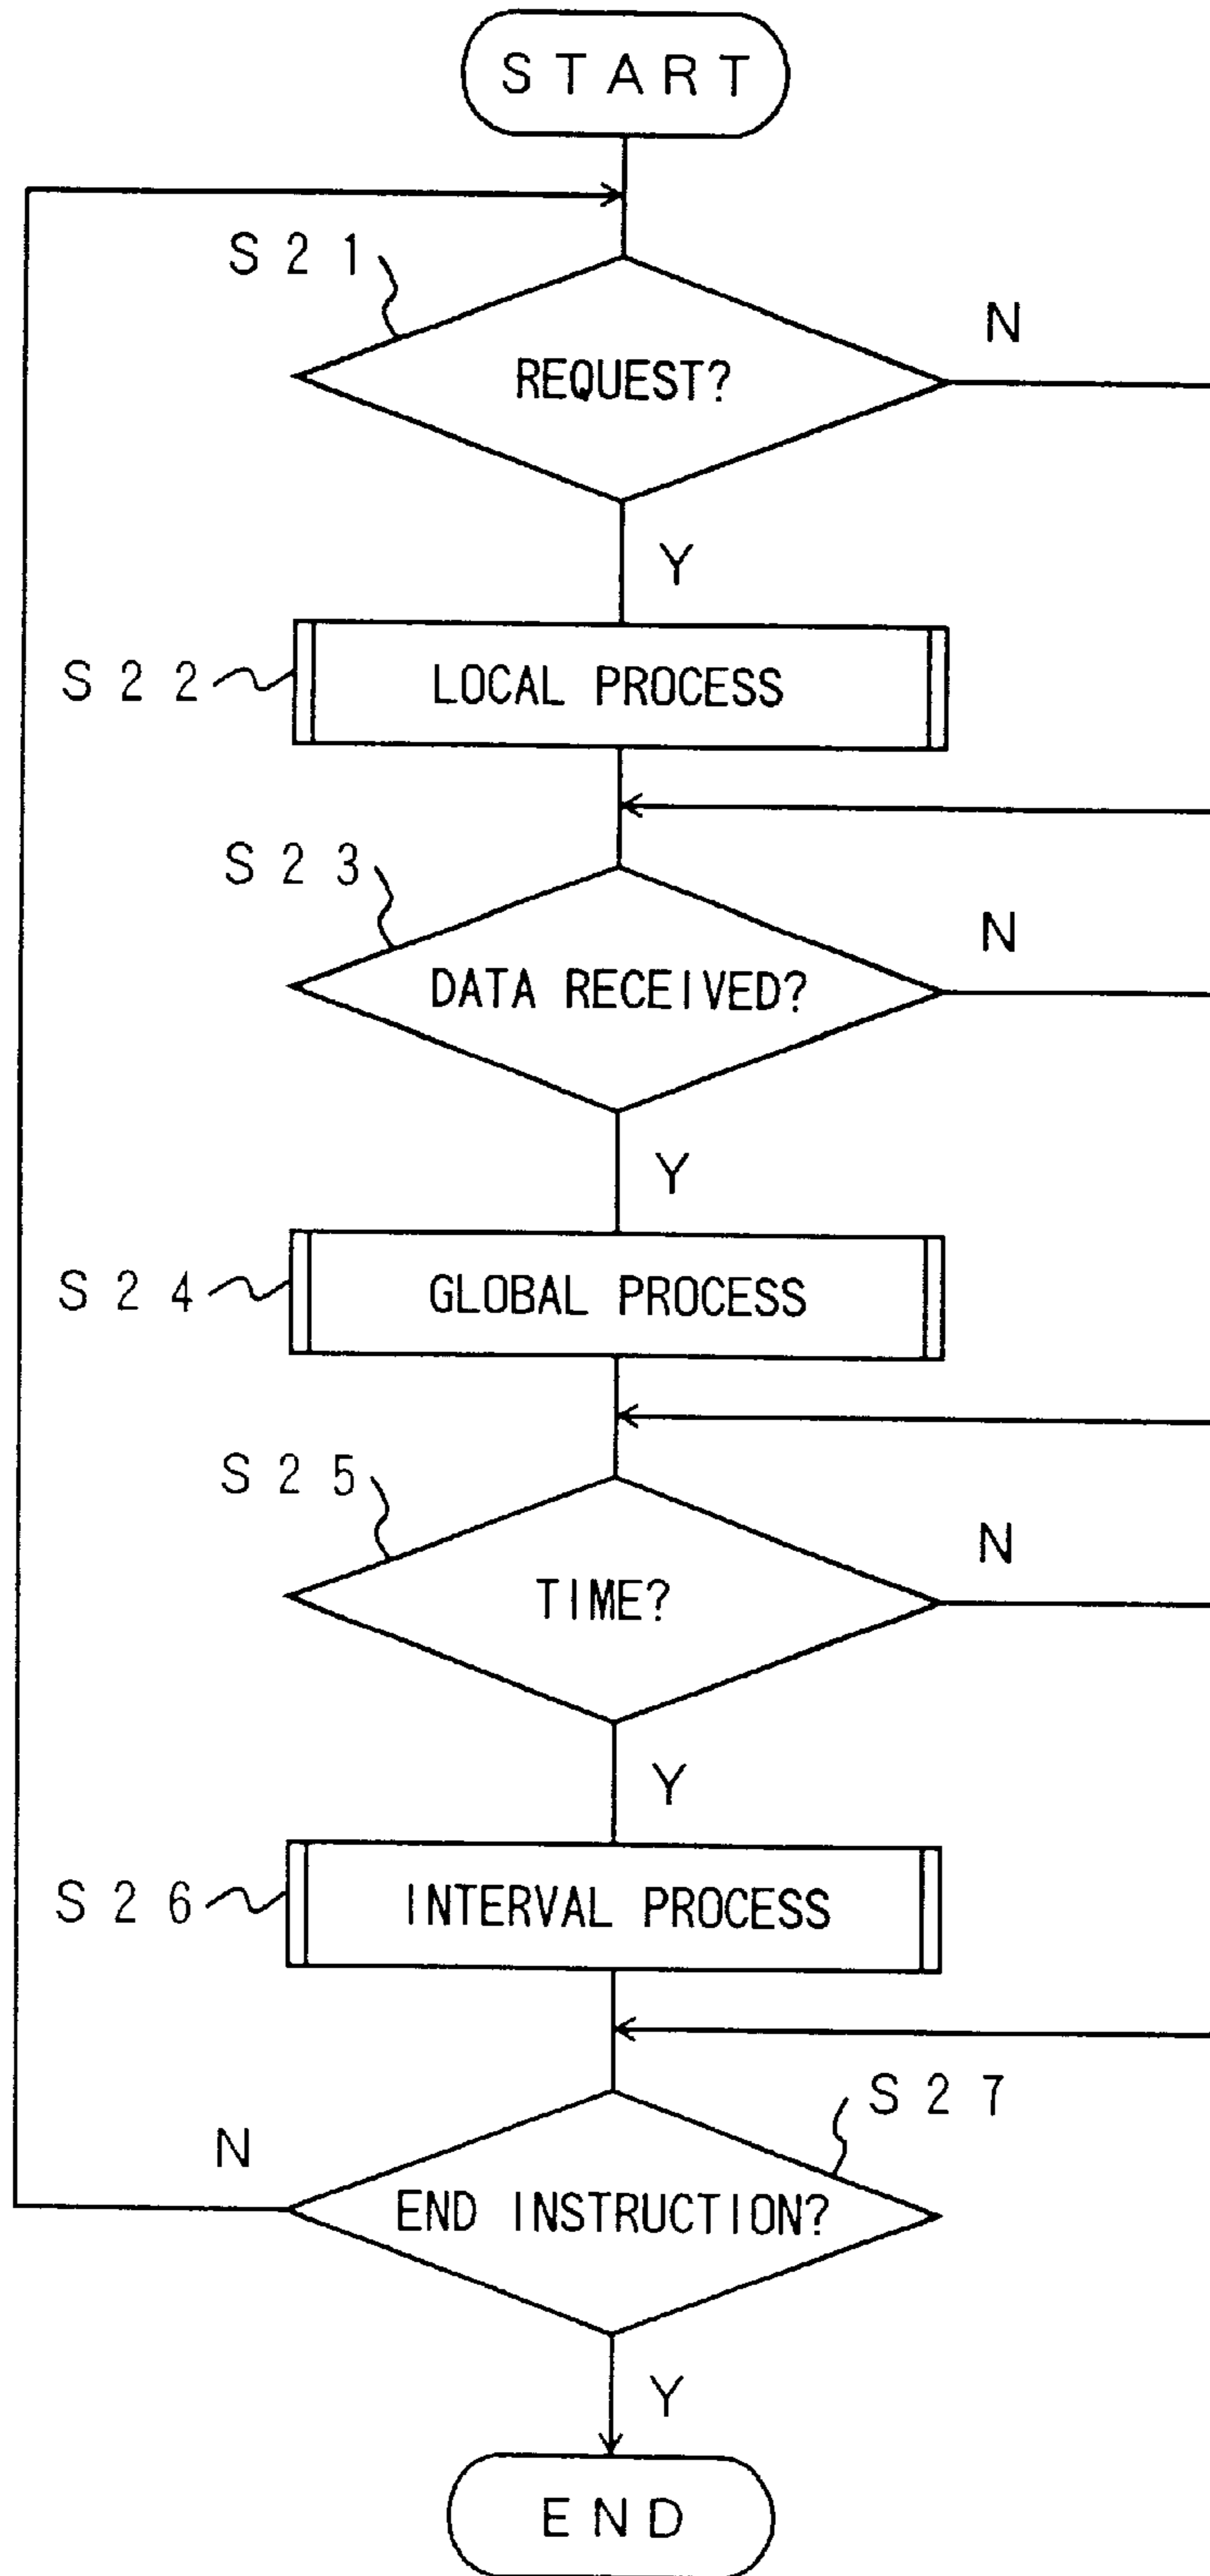 START
S21
N
REQUEST?
Y
S22
LOCAL PROCESS
S23
N
DATA RECEIVED?
Y
S24
GLOBAL PROCESS
S25
N
TIME?
Y
S26
INTERVAL PROCESS
S27
N
END INSTRUCTION?
Y
END